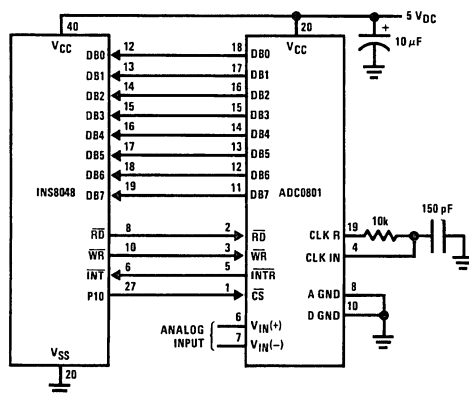 40
20
5 VDC
VCC
VCC
+
10 µF
DB0 12 18 DB0
DB1 13 17 DB1
DB2 14 16 DB2
DB3 15 15 DB3
DB4 16 14 DB4
DB5 17 13 DB5
DB6 18 12 DB6
DB7 19 11 DB7
INS8048
ADC0801
150 pF
RD 8 2 RD
19 10k
CLK R
WR 10 3 WR
4
CLK IN
INT 6 5 INTR
P10 27 1 CS
8
A GND
10
D GND
ANALOG INPUT
6 VIN(+)
7 VIN(−)
VSS
20